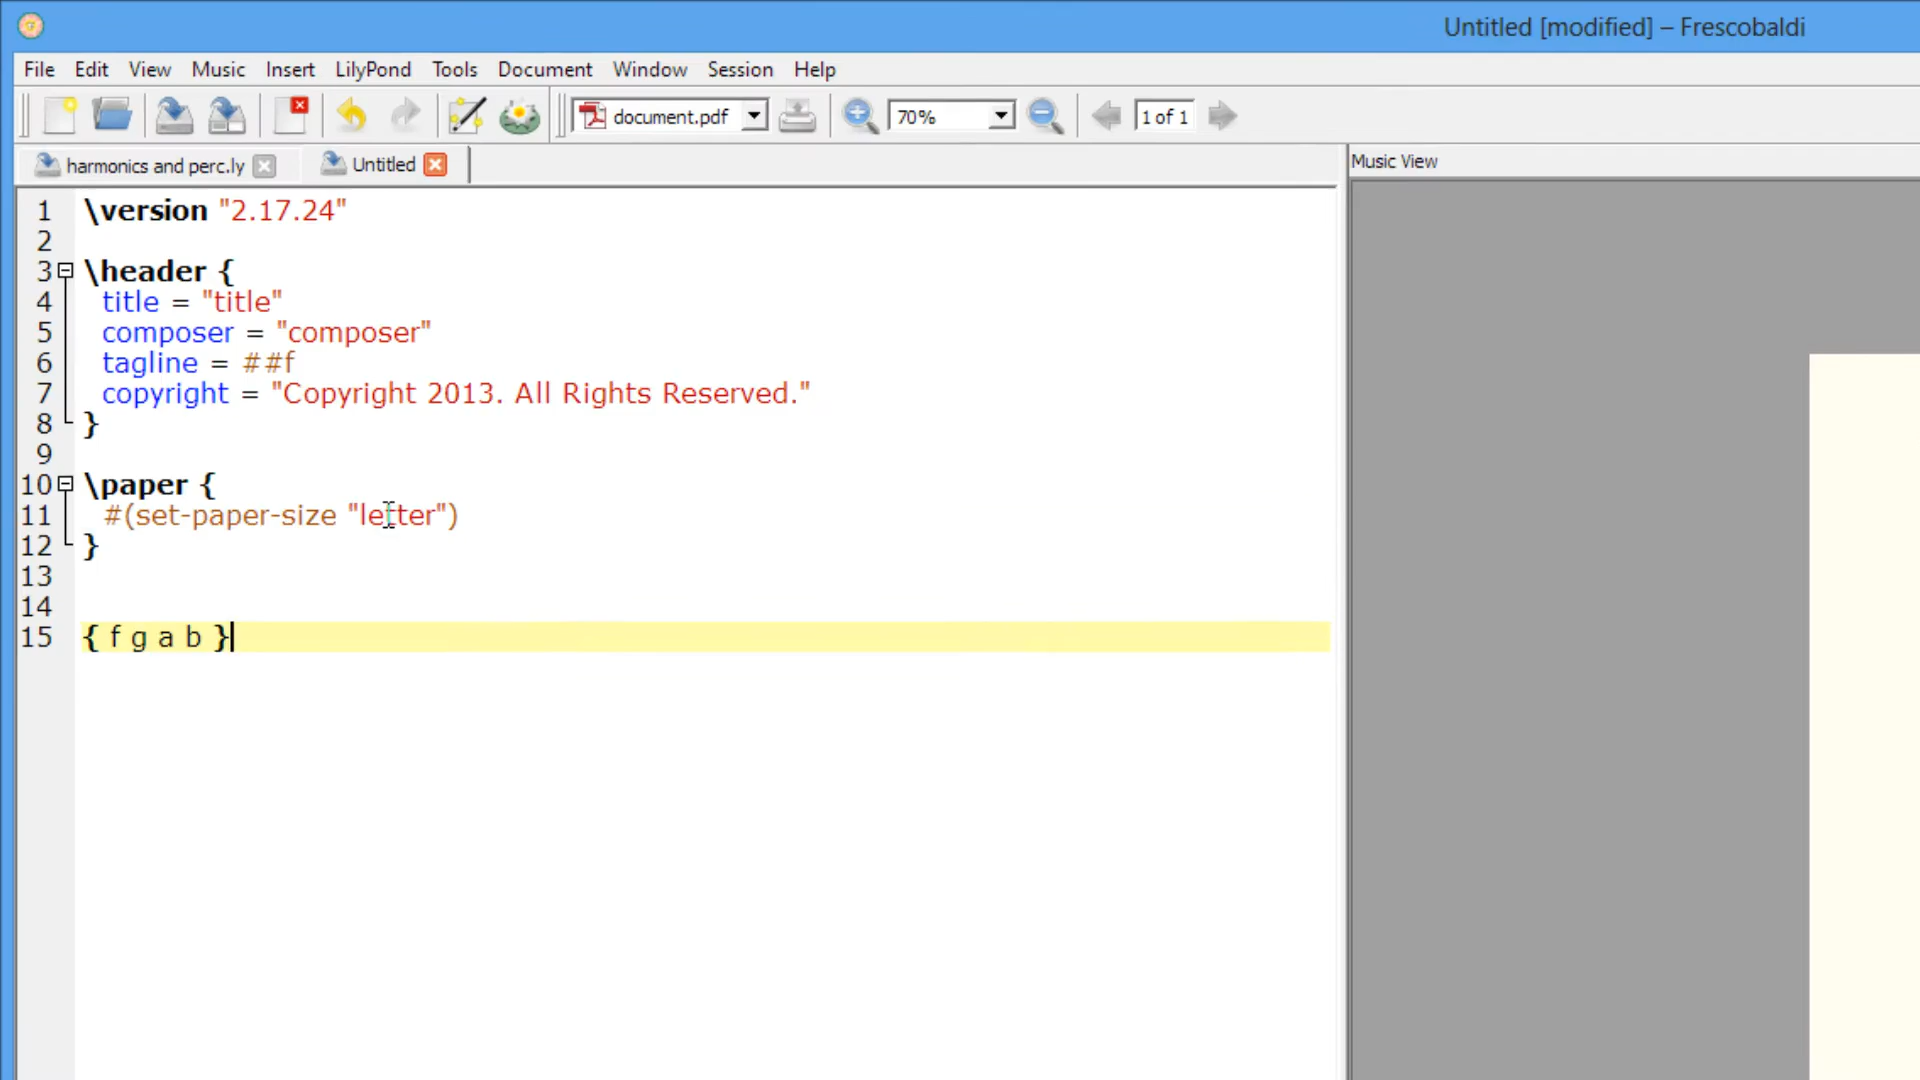 Untitled [modified] – Frescobaldi
File Edit View Music Insert LilyPond Tools Document Window Session Help
document.pdf 70% 1 of 1
harmonics and perc.ly Untitled
Music View
1 \version "2.17.24"
2
3 \header {
4 title = "title"
5 composer = "composer"
6 tagline = ##f
7 copyright = "Copyright 2013. All Rights Reserved."
8 }
9
10 \paper {
11 #(set-paper-size "letter")
12 }
13
14
15 { f g a b }